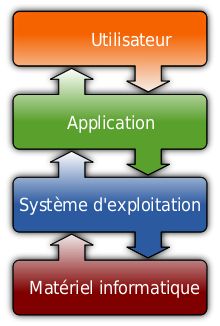 Utilisateur
Application
Système d'exploitation
Matériel informatique